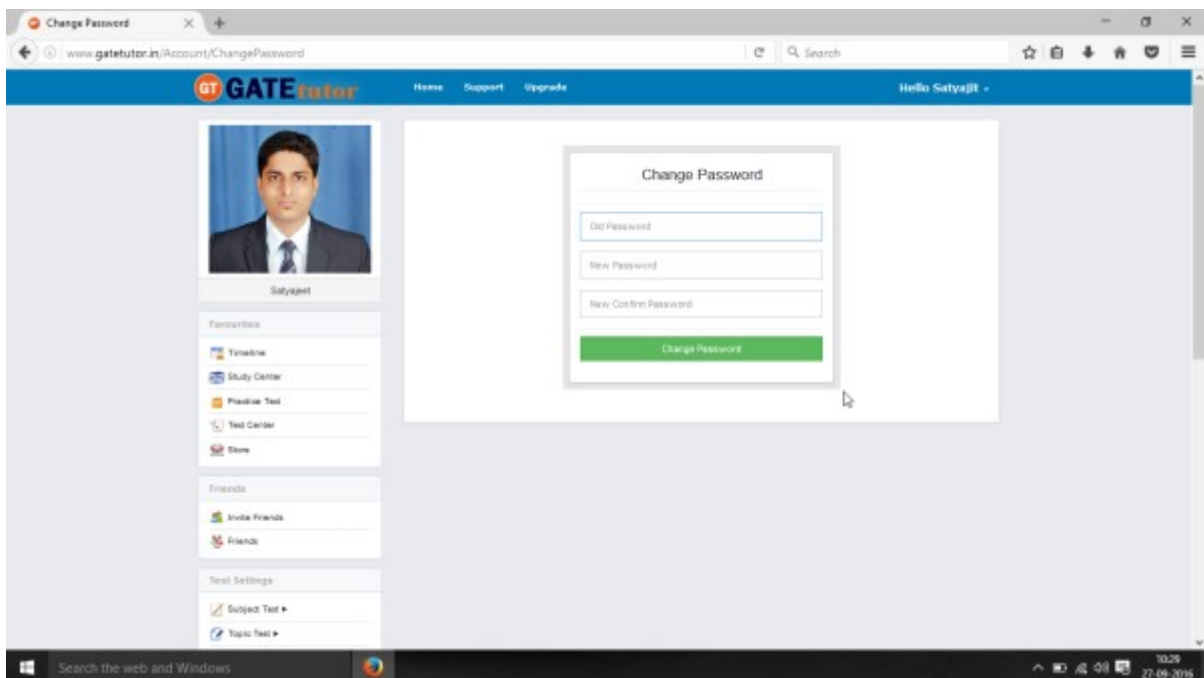 Change Password
www.gatetutor.in/Account/ChangePassword
Search
GT GATEtutor
Home Support Upgrade
Hello Satyajit
Change Password
Old Password
New Password
New Confirm Password
Change Password
Satyajeet
Favourites
Timeline
Study Center
Practise Test
Test Center
Store
Friends
Invite Friends
Friends
Test Settings
Subject Test
Topic Test
Search the web and Windows
10:29
27-09-2016